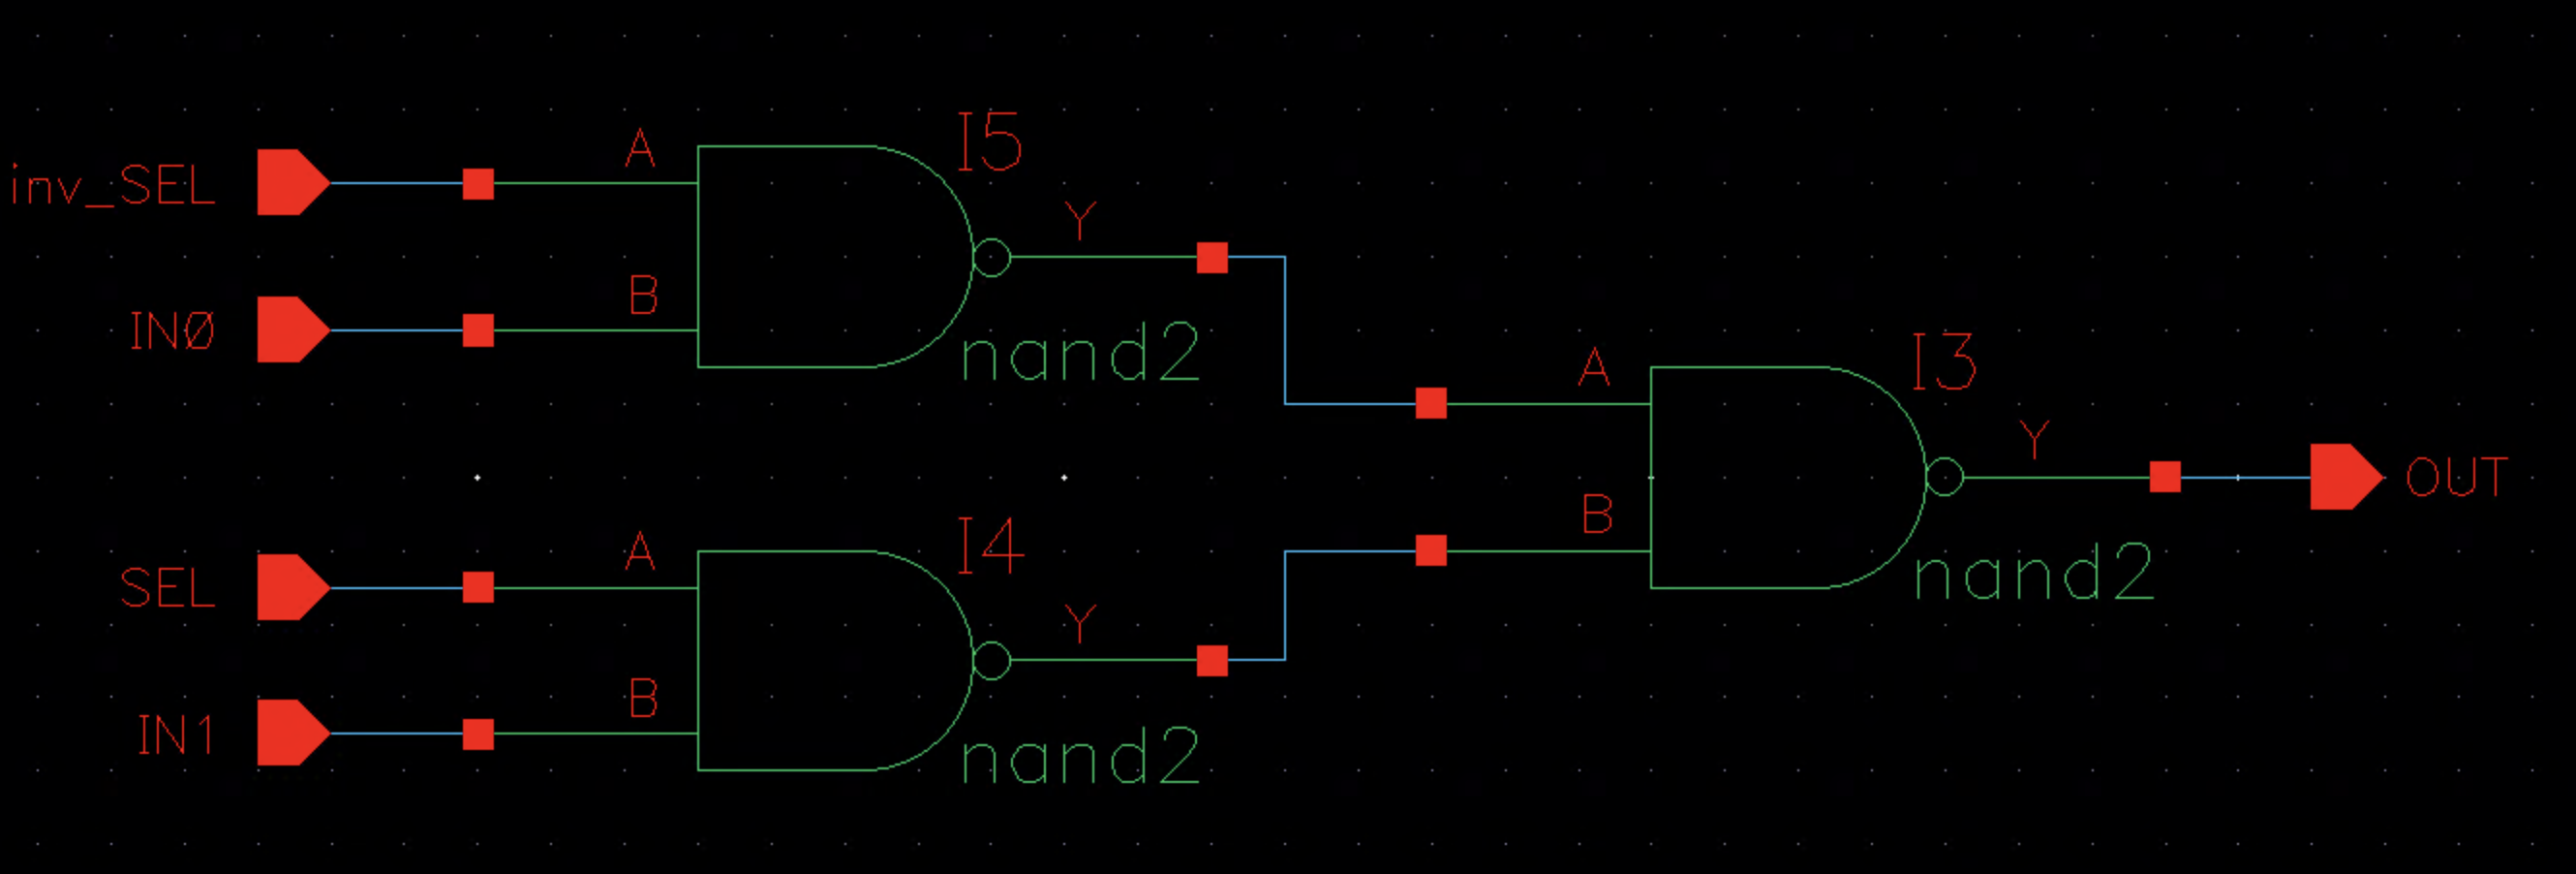 I5
A
inv_SEL
Y
B
IN0
nand2
I3
A
Y
OUT
B
I4
A
SEL
nand2
Y
B
IN1
nand2